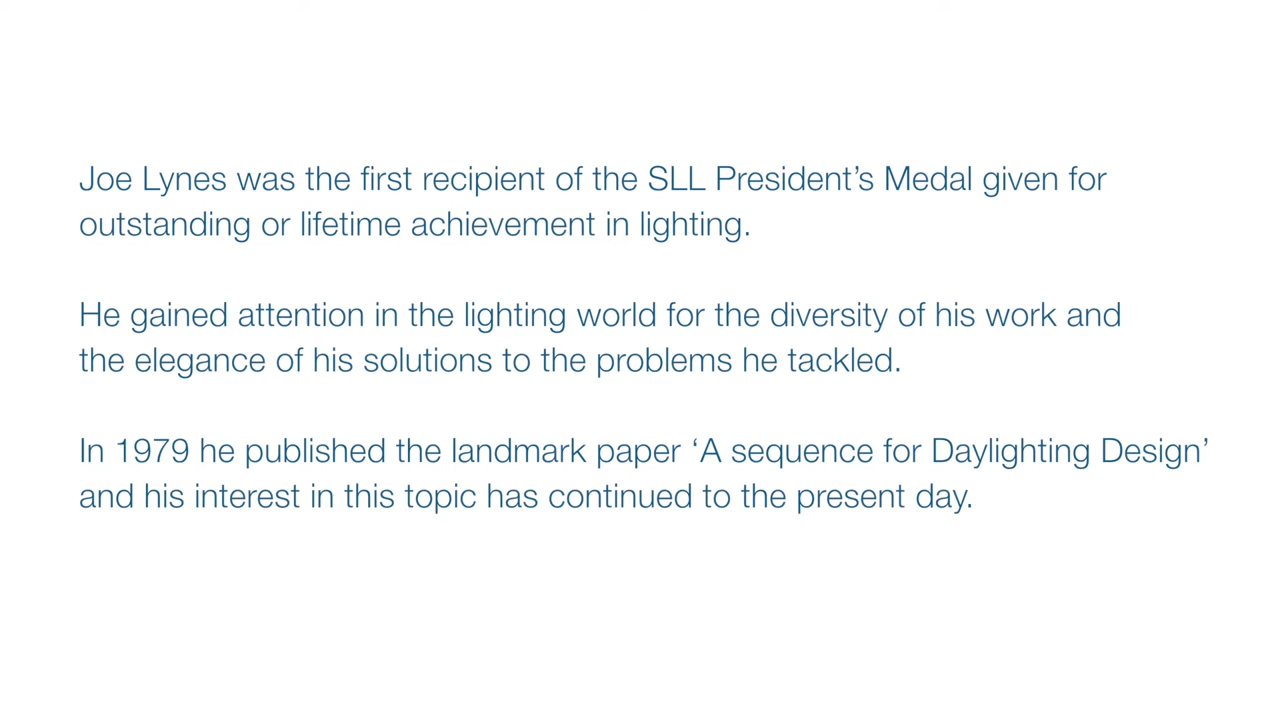 Joe Lynes was the first recipient of the SLL President’s Medal given for
outstanding or lifetime achievement in lighting.
He gained attention in the lighting world for the diversity of his work and
the elegance of his solutions to the problems he tackled.
In 1979 he published the landmark paper ‘A sequence for Daylighting Design’
and his interest in this topic has continued to the present day.